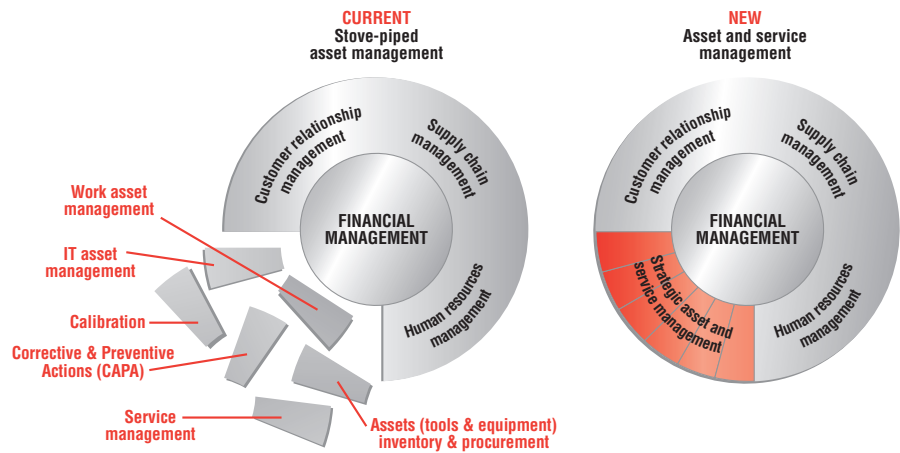 CURRENT
Stove-piped
asset management
Customer relationship
management
Supply chain
management
FINANCIAL
MANAGEMENT
Human resources
management
Work asset
management
IT asset
management
Calibration
Corrective & Preventive
Actions (CAPA)
Service
management
Assets (tools & equipment)
inventory & procurement
NEW
Asset and service
management
Customer relationship
management
Supply chain
management
FINANCIAL
MANAGEMENT
Strategic asset and
service management
Human resources
management